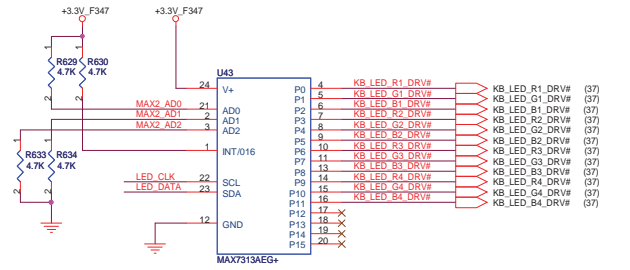 +3.3V_F347 +3.3V_F347
R629 R630 U43
4.7K 4.7K
1 1 2 2
24 V+ P0 4 KB_LED_R1_DRV# KB_LED_R1_DRV# (37)
P1 5 KB_LED_G1_DRV# KB_LED_G1_DRV# (37)
MAX2_AD0 21 AD0 P2 6 KB_LED_B1_DRV# KB_LED_B1_DRV# (37)
MAX2_AD1 2 AD1 P3 7 KB_LED_R2_DRV# KB_LED_R2_DRV# (37)
MAX2_AD2 3 AD2 P4 8 KB_LED_G2_DRV# KB_LED_G2_DRV# (37)
P5 9 KB_LED_B2_DRV# KB_LED_B2_DRV# (37)
R633 R634 1 INT/016 P6 10 KB_LED_R3_DRV# KB_LED_R3_DRV# (37)
4.7K 4.7K P7 11 KB_LED_G3_DRV# KB_LED_G3_DRV# (37)
1 1 2 2
P8 13 KB_LED_B3_DRV# KB_LED_B3_DRV# (37)
LED_CLK 22 SCL P9 14 KB_LED_R4_DRV# KB_LED_R4_DRV# (37)
LED_DATA 23 SDA P10 15 KB_LED_G4_DRV# KB_LED_G4_DRV# (37)
P11 16 KB_LED_B4_DRV# KB_LED_B4_DRV# (37)
P12 17
12 GND P13 18
P14 19
P15 20
MAX7313AEG+